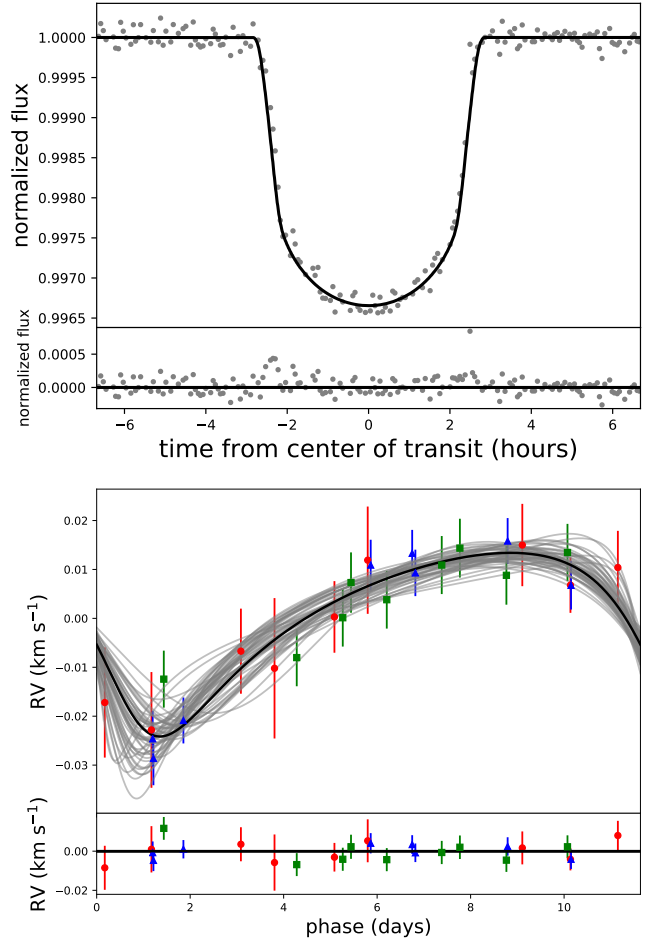 1.0000
0.9995
0.9990
0.9985
0.9980
0.9975
0.9970
0.9965
normalized flux
0.0005
0.0000
normalized flux
−6 −4 −2 0 2 4 6
time from center of transit (hours)
0.02
0.01
0.00
−0.01
−0.02
−0.03
RV (km s⁻¹)
0.00
−0.02
RV (km s⁻¹)
0 2 4 6 8 10
phase (days)